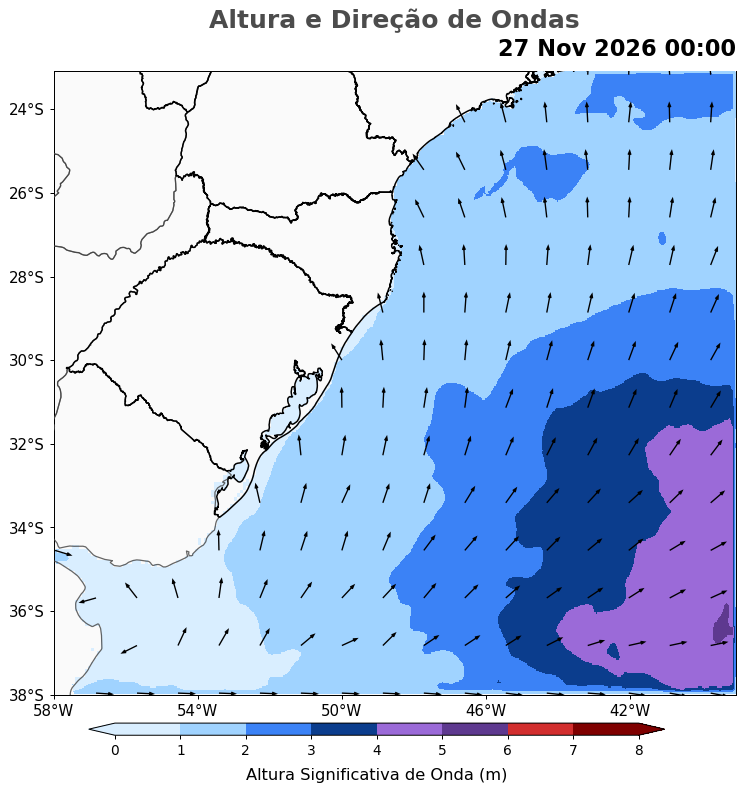 Altura e Direção de Ondas
27 Nov 2026 00:00
24°S
26°S
28°S
30°S
32°S
34°S
36°S
38°S
58°W 54°W 50°W 46°W 42°W
0 1 2 3 4 5 6 7 8
Altura Significativa de Onda (m)